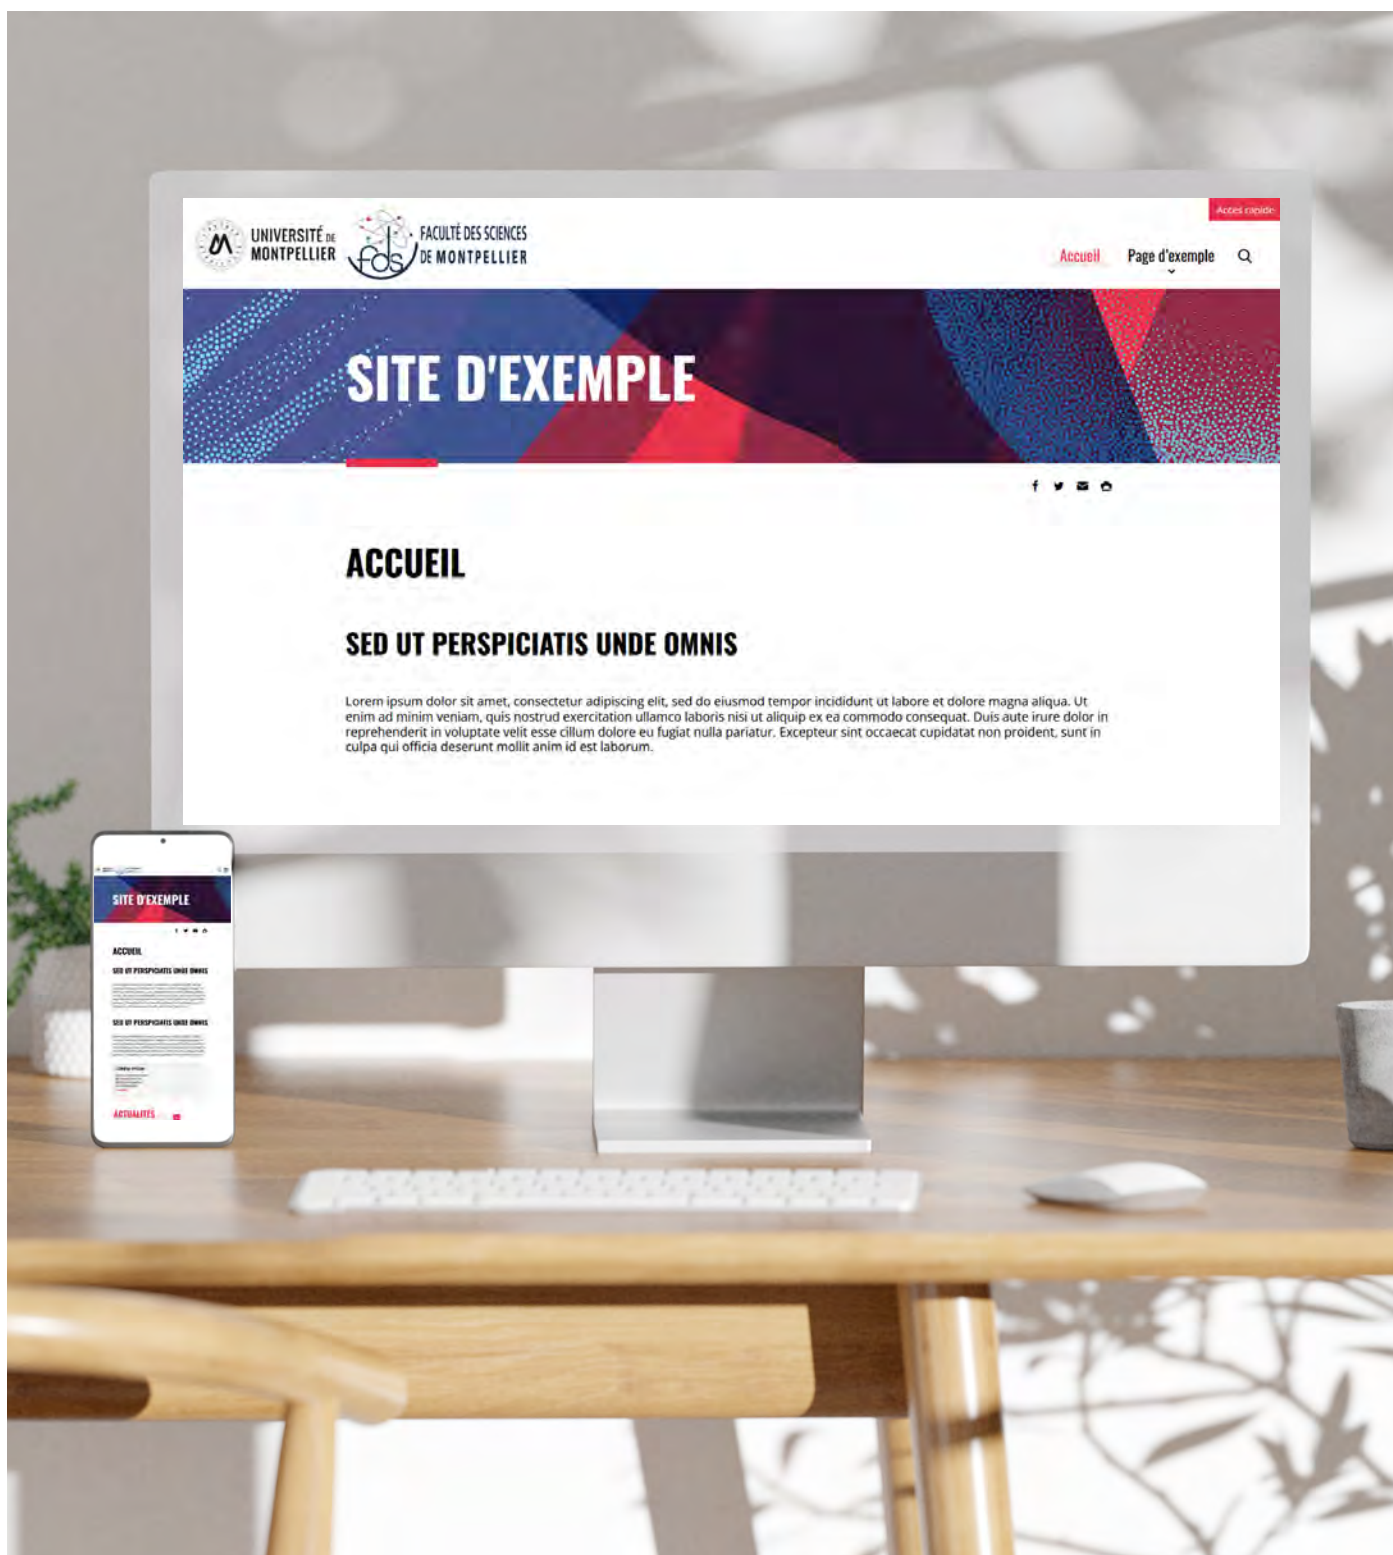 Accès rapide
UNIVERSITÉ DE
MONTPELLIER
fds
FACULTÉ DES SCIENCES
DE MONTPELLIER
Accueil
Page d'exemple
SITE D'EXEMPLE
ACCUEIL
SED UT PERSPICIATIS UNDE OMNIS
Lorem ipsum dolor sit amet, consectetur adipiscing elit, sed do eiusmod tempor incididunt ut labore et dolore magna aliqua. Ut
enim ad minim veniam, quis nostrud exercitation ullamco laboris nisi ut aliquip ex ea commodo consequat. Duis aute irure dolor in
reprehenderit in voluptate velit esse cillum dolore eu fugiat nulla pariatur. Excepteur sint occaecat cupidatat non proident, sunt in
culpa qui officia deserunt mollit anim id est laborum.
SITE D'EXEMPLE
ACCUEIL
SED UT PERSPICIATIS UNDE OMNIS
SED UT PERSPICIATIS UNDE OMNIS
ACTUALITÉS